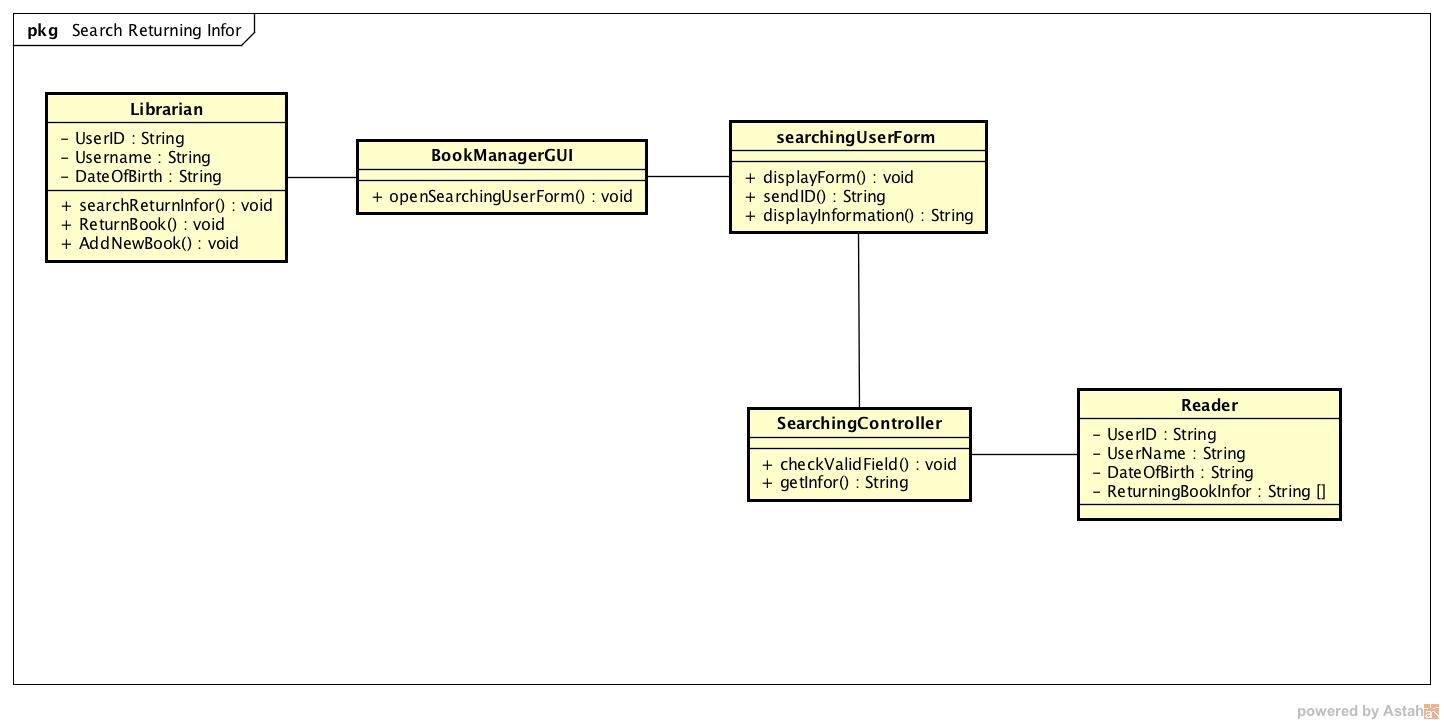 pkg Search Returning Infor
Librarian
- UserID : String
- Username : String
- DateOfBirth : String
+ searchReturnInfor() : void
+ ReturnBook() : void
+ AddNewBook() : void
BookManagerGUI
+ openSearchingUserForm() : void
searchingUserForm
+ displayForm() : void
+ sendID() : String
+ displayInformation() : String
SearchingController
+ checkValidField() : void
+ getInfor() : String
Reader
- UserID : String
- UserName : String
- DateOfBirth : String
- ReturningBookInfor : String []
powered by Astah